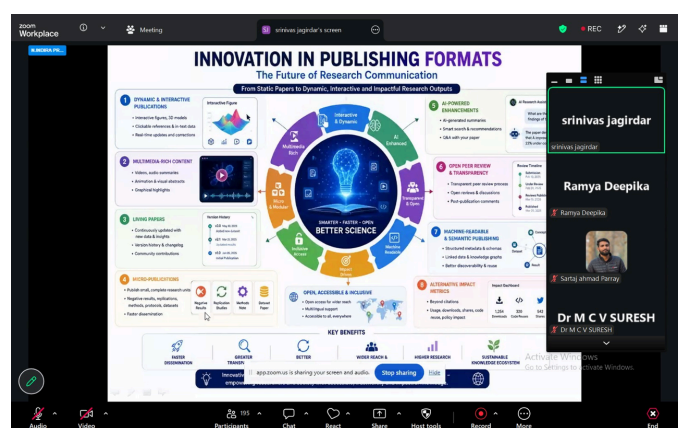 zoom
Workplace
Meeting
SJ srinivas jagirdar's screen
REC
INNOVATION IN PUBLISHING FORMATS
The Future of Research Communication
From Static Papers to Dynamic, Interactive and Impactful Research Outputs
1 DYNAMIC & INTERACTIVE
PUBLICATIONS
• Interactive figures, 3D models
• Clickable references & in-text data
• Real-time updates and corrections
Interactive Figure
2 MULTIMEDIA-RICH CONTENT
• Videos, audio summaries
• Animation & visual abstracts
• Graphical highlights
3 LIVING PAPERS
• Continuously updated with
new data & insights
• Version history & changelog
• Community contributions
Version History
4 MICRO-PUBLICATIONS
• Publish small, complete research units
• Negative results, replications,
methods, protocols, datasets
• Faster dissemination
Negative
Results
Replication
Studies
Methods
Note
Dataset
Paper
Interactive
& Dynamic
AI
Enhanced
Transparent
& Open
Machine
Readable
Impact
Driven
Inclusive
Access
Micro
& Modular
Multimedia
Rich
SMARTER • FASTER • OPEN
BETTER SCIENCE
OPEN, ACCESSIBLE & INCLUSIVE
• Open access for wider reach
• Multilingual support
• Accessible to all, everywhere
5 AI-POWERED
ENHANCEMENTS
• AI-generated summaries
• Smart search & recommendations
• Q&A with your paper
6 OPEN PEER REVIEW
& TRANSPARENCY
• Transparent peer review process
• Open reviews & discussions
• Post-publication comments
Review Timeline
7 MACHINE-READABLE
& SEMANTIC PUBLISHING
• Structured metadata & schemas
• Linked data & knowledge graphs
• Better discoverability & reuse
8 ALTERNATIVE IMPACT
METRICS
• Beyond citations
• Usage, downloads, shares, code
reuse, policy impact
Impact Dashboard
KEY BENEFITS
FASTER
DISSEMINATION
GREATER
BETTER
WIDER REACH &
HIGHER RESEARCH
SUSTAINABLE
KNOWLEDGE ECOSYSTEM
app.zoom.us is sharing your screen and audio.
Stop sharing
Hide
srinivas jagirdar
srinivas jagirdar
Ramya Deepika
Ramya Deepika
Sartaj ahmad Parray
Dr M C V SURESH
Dr M C V SURESH
Activate Windows
Go to Settings to activate Windows.
Audio
Video
195
Participants
Chat
React
Share
Host tools
Record
More
End